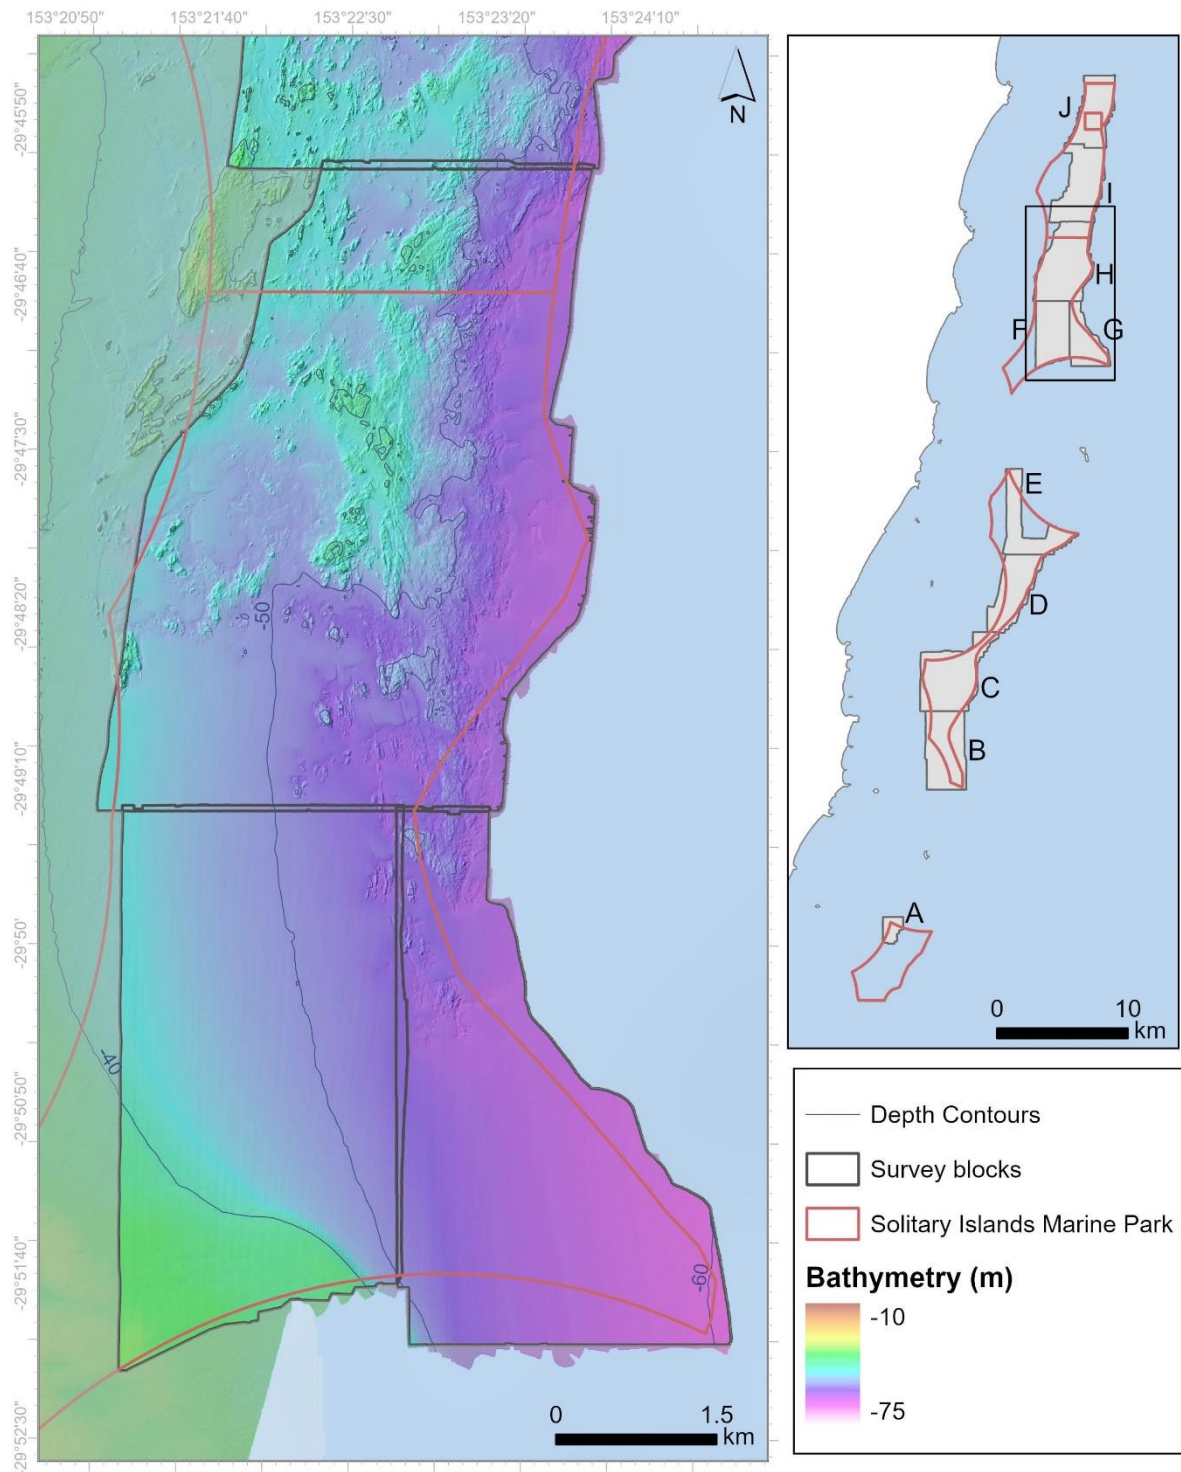 153°20'50" 153°21'40" 153°22'30" 153°23'20" 153°24'10"
-29°45'50"
-29°46'40"
-29°47'30"
-29°48'20"
-29°49'10"
-29°50'
-29°50'50"
-29°51'40"
-29°52'30"
N
-50
-40
-60
0 1.5
km
J
I
H
F
G
E
D
C
B
A
0 10
km
Depth Contours
Survey blocks
Solitary Islands Marine Park
Bathymetry (m)
-10
-75